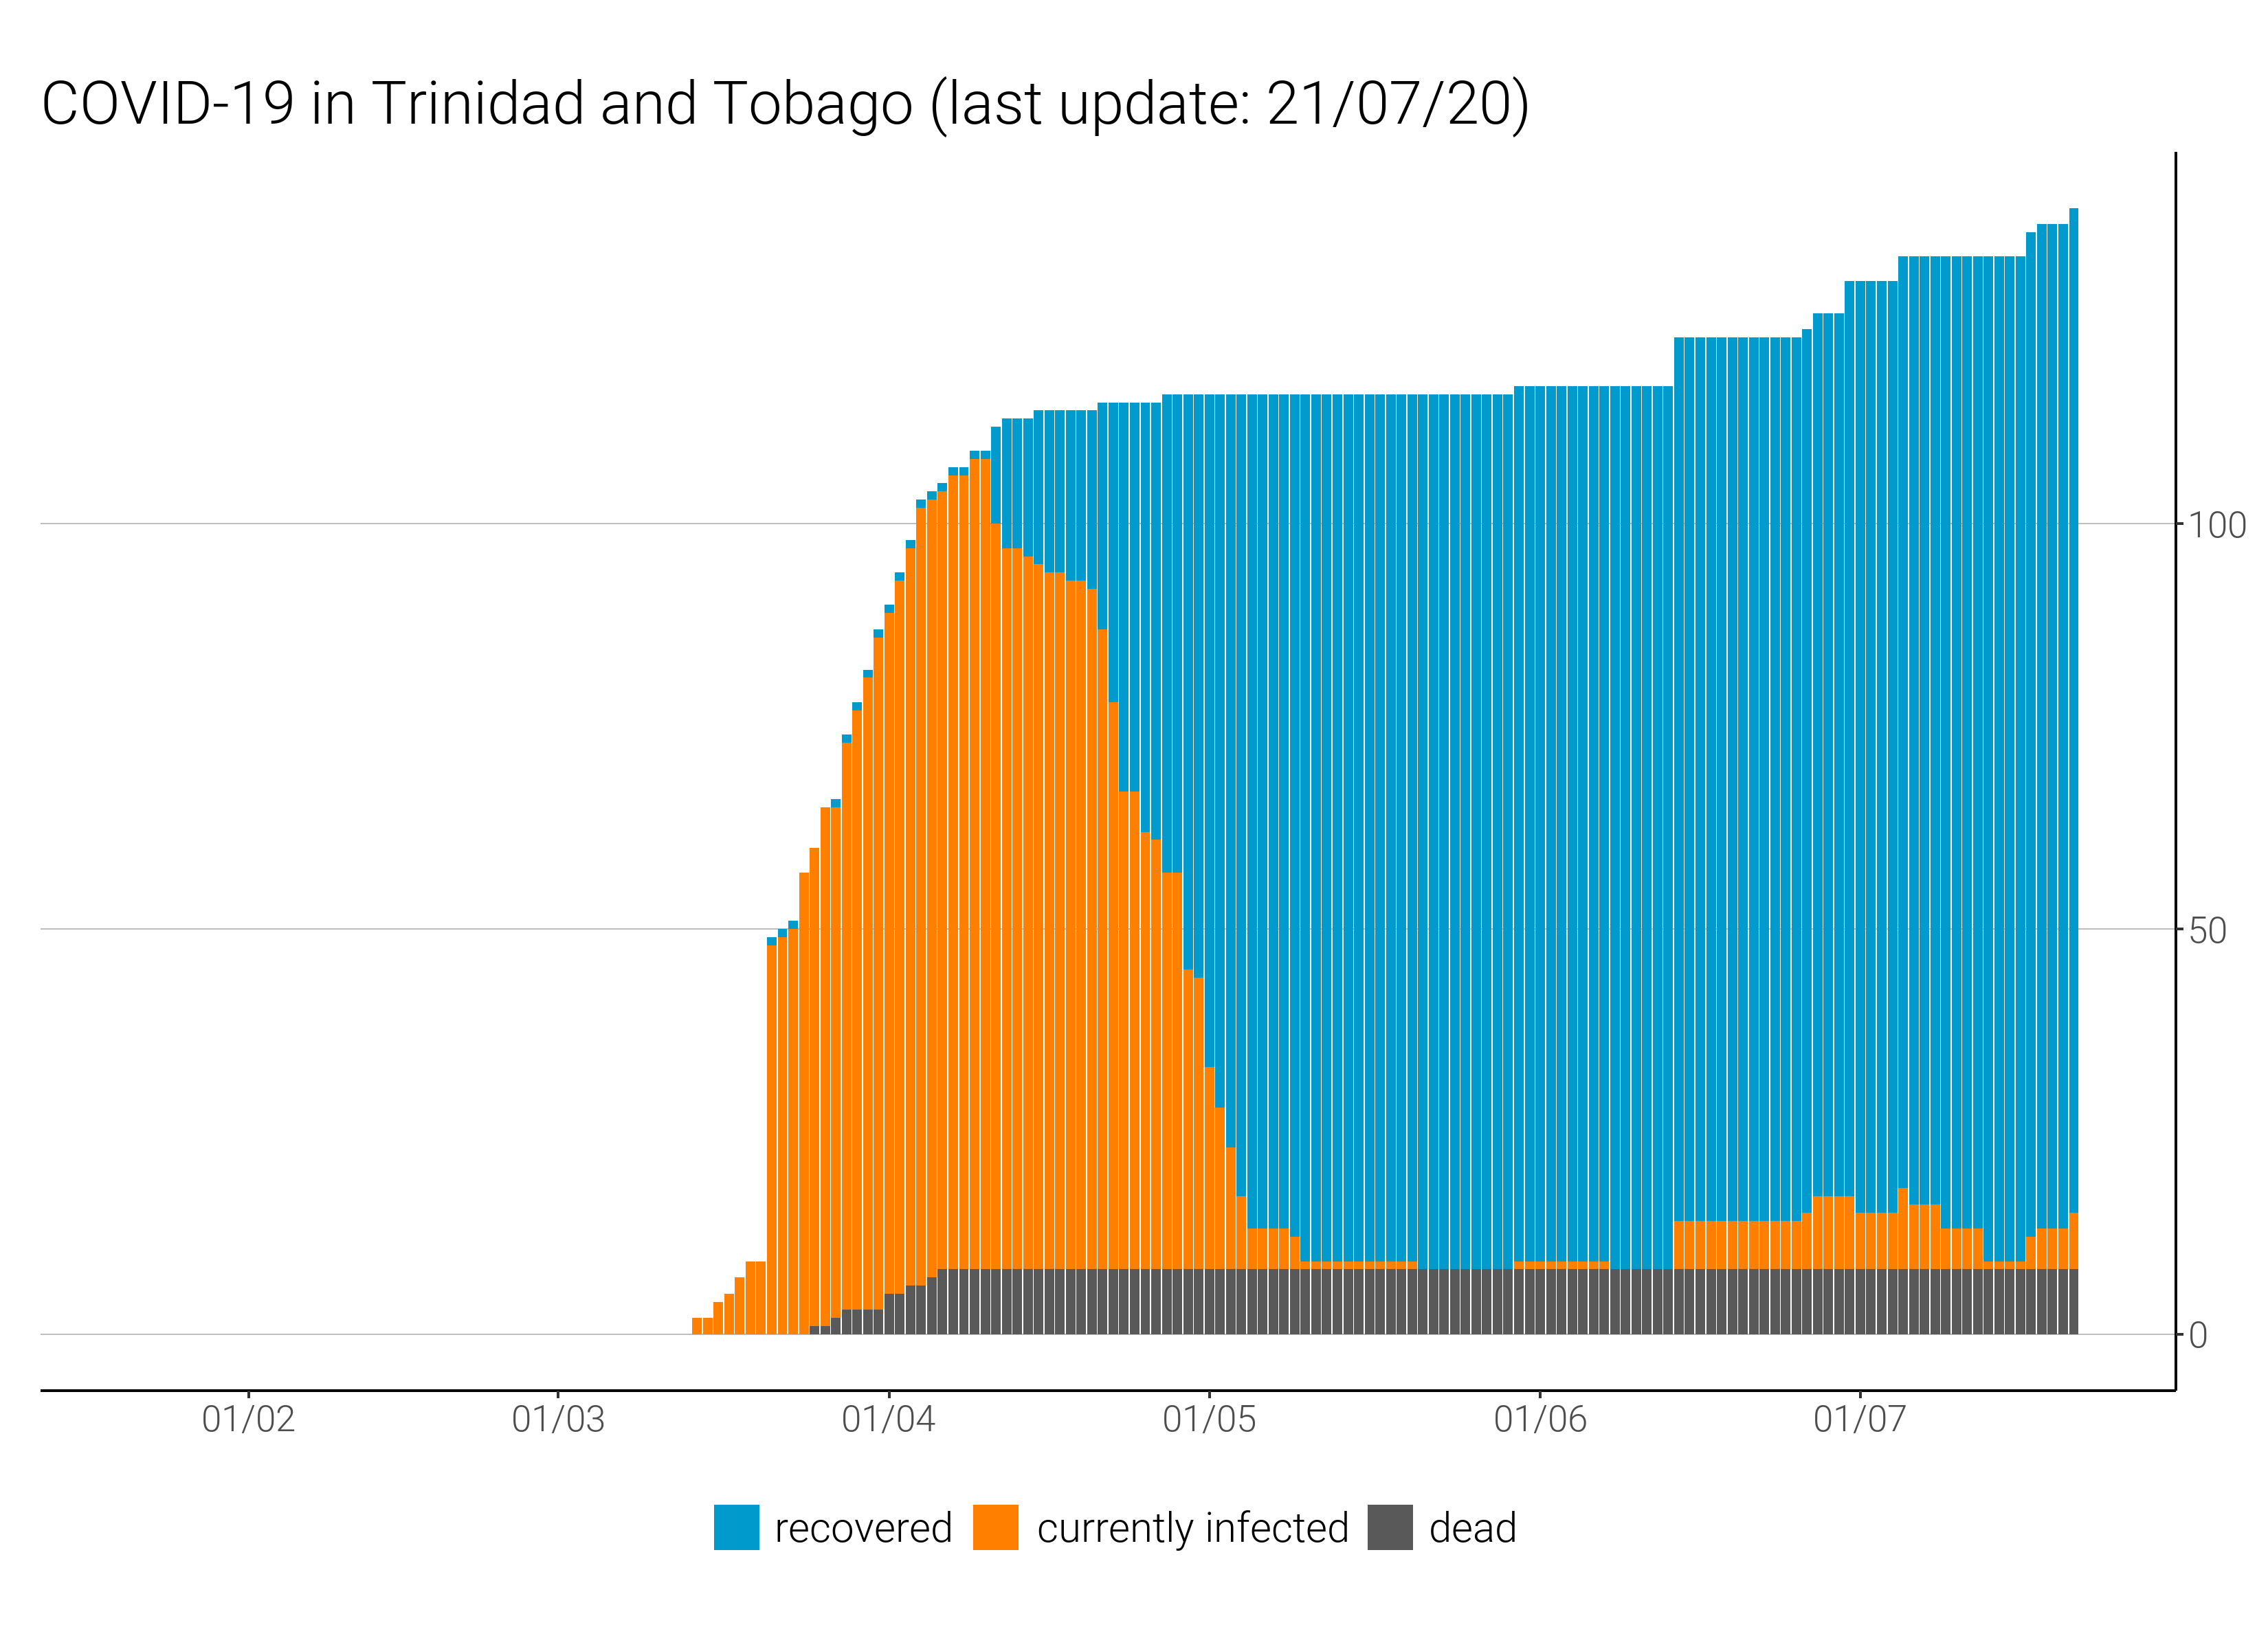 COVID-19 in Trinidad and Tobago (last update: 21/07/20)
100
50
0
01/02 01/03 01/04 01/05 01/06 01/07
recovered currently infected dead